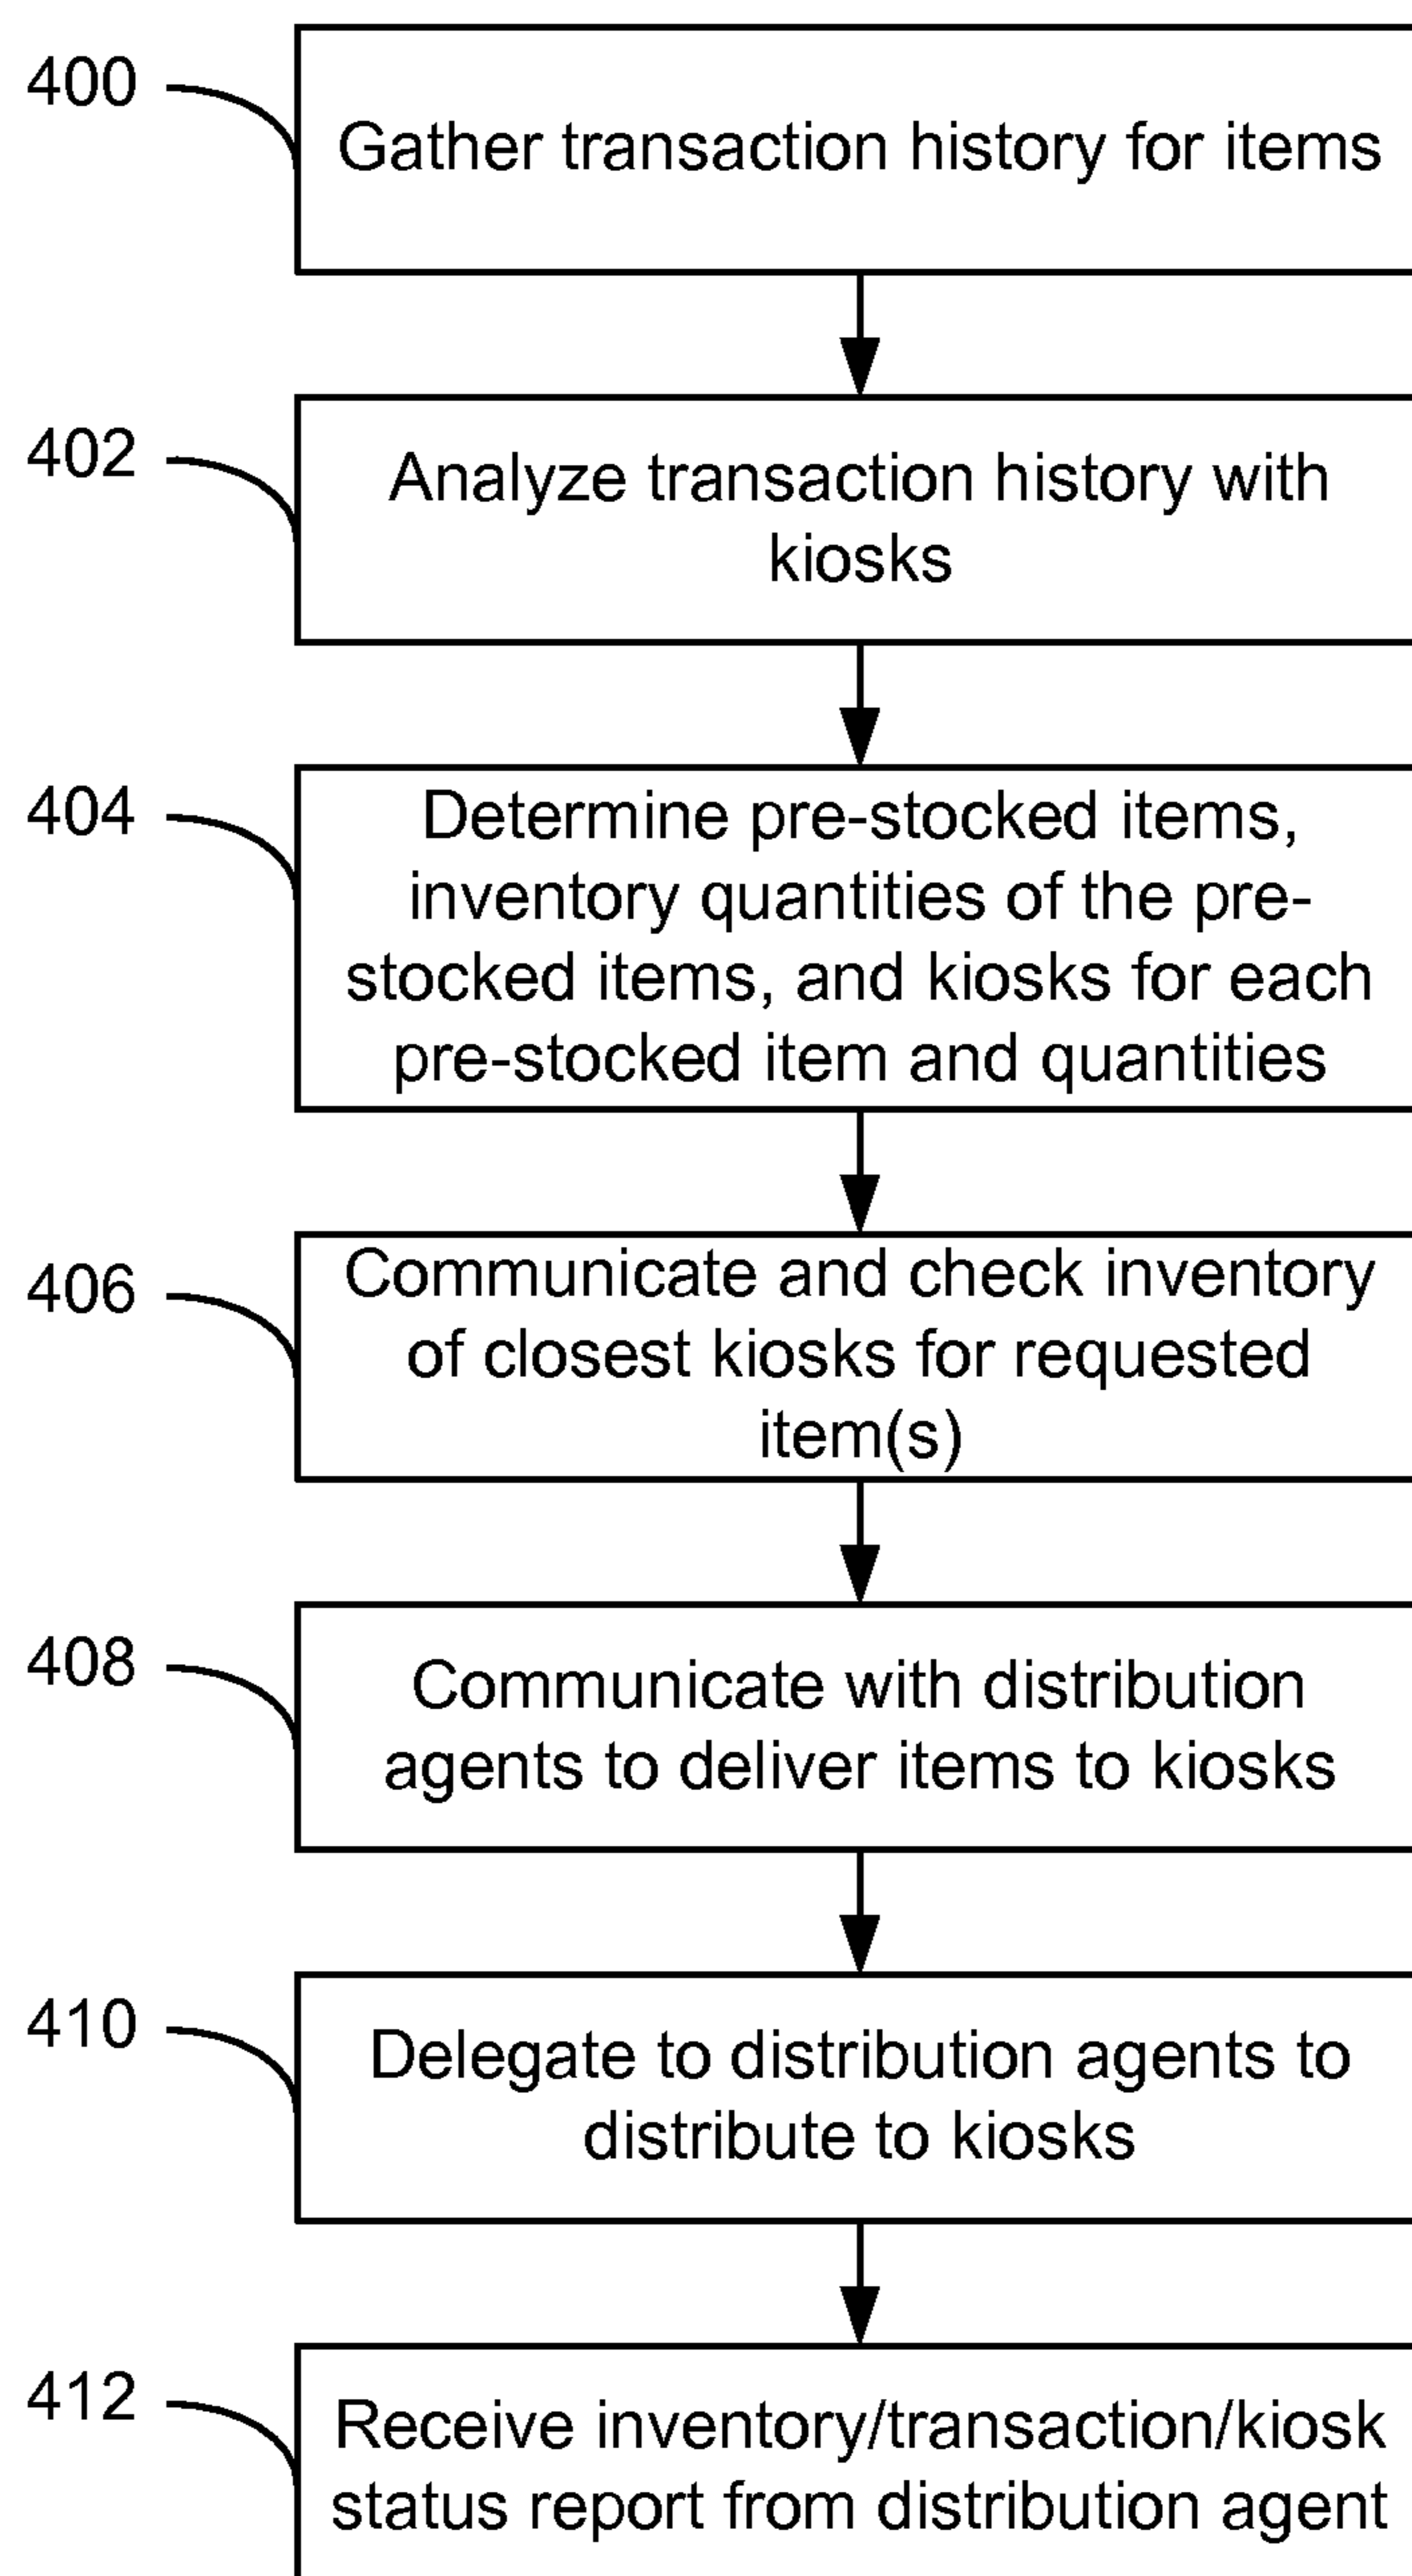 400
Gather transaction history for items
402
Analyze transaction history with
kiosks
404
Determine pre-stocked items,
inventory quantities of the pre-
stocked items, and kiosks for each
pre-stocked item and quantities
406
Communicate and check inventory
of closest kiosks for requested
item(s)
408
Communicate with distribution
agents to deliver items to kiosks
410
Delegate to distribution agents to
distribute to kiosks
412
Receive inventory/transaction/kiosk
status report from distribution agent